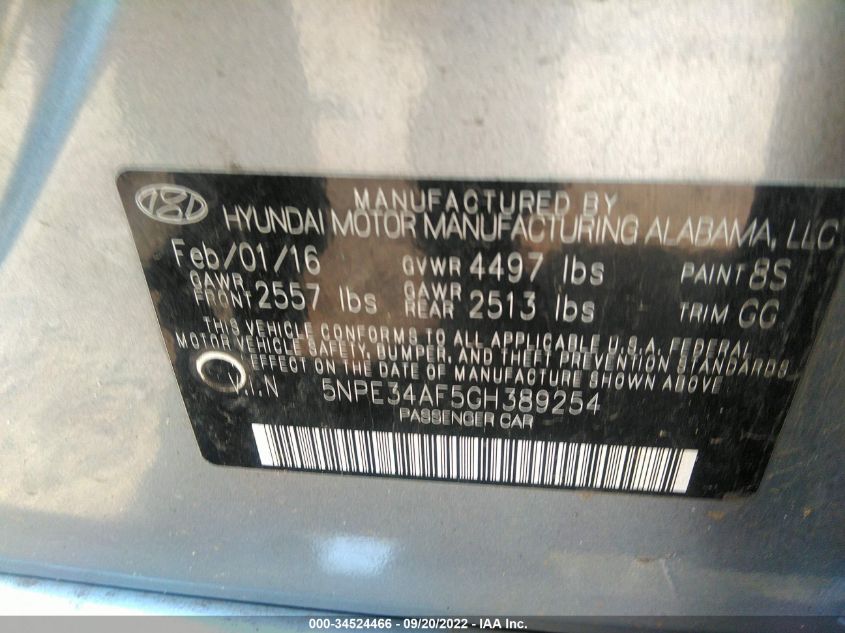 MANUFACTURED BY
HYUNDAI MOTOR MANUFACTURING ALABAMA, LLC
Feb/01/16 GVWR 4497 lbs PAINT 8S
GAWR FRONT 2557 lbs GAWR REAR 2513 lbs TRIM GG
THIS VEHICLE CONFORMS TO ALL APPLICABLE U.S.A. FEDERAL
MOTOR VEHICLE SAFETY, BUMPER, AND THEFT PREVENTION STANDARDS
EFFECT ON THE DATE OF MANUFACTURE SHOWN ABOVE.
V.I.N 5NPE34AF5GH389254
PASSENGER CAR
000-34524466 - 09/20/2022 - IAA Inc.